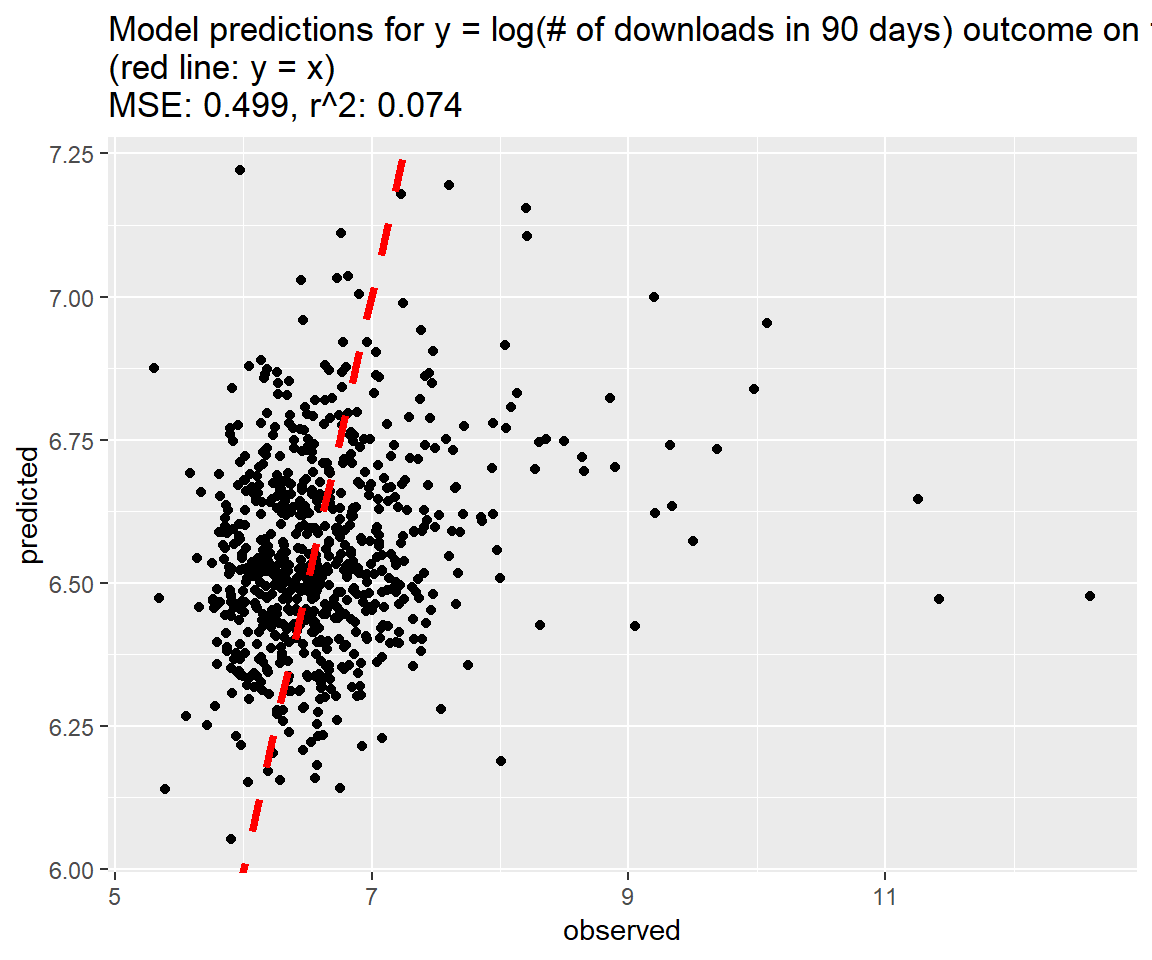 Model predictions for y = log(# of downloads in 90 days) outcome on
(red line: y = x)
MSE: 0.499, r^2: 0.074
7.25
7.00
6.75
6.50
6.25
6.00
predicted
5
7
9
11
observed